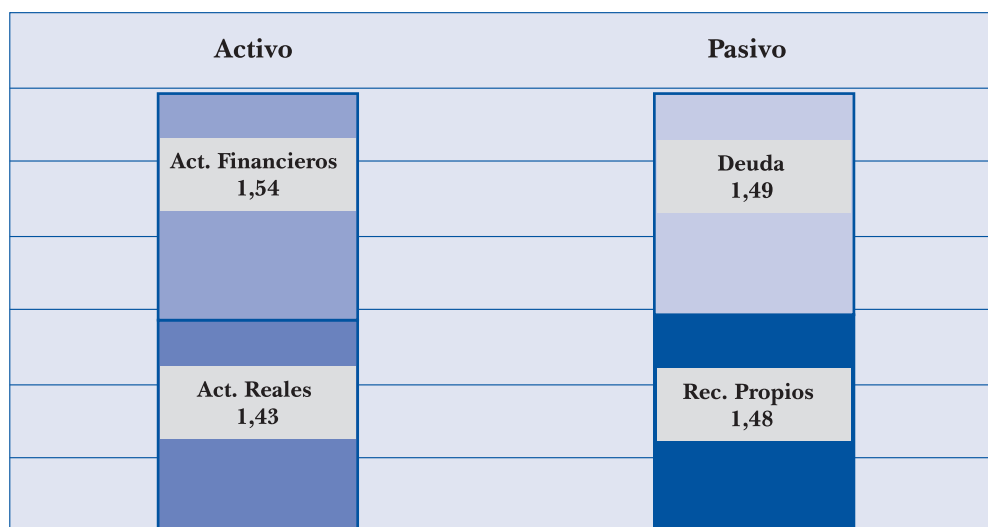 Activo
Pasivo
Act. Financieros
1,54
Deuda
1,49
Act. Reales
1,43
Rec. Propios
1,48